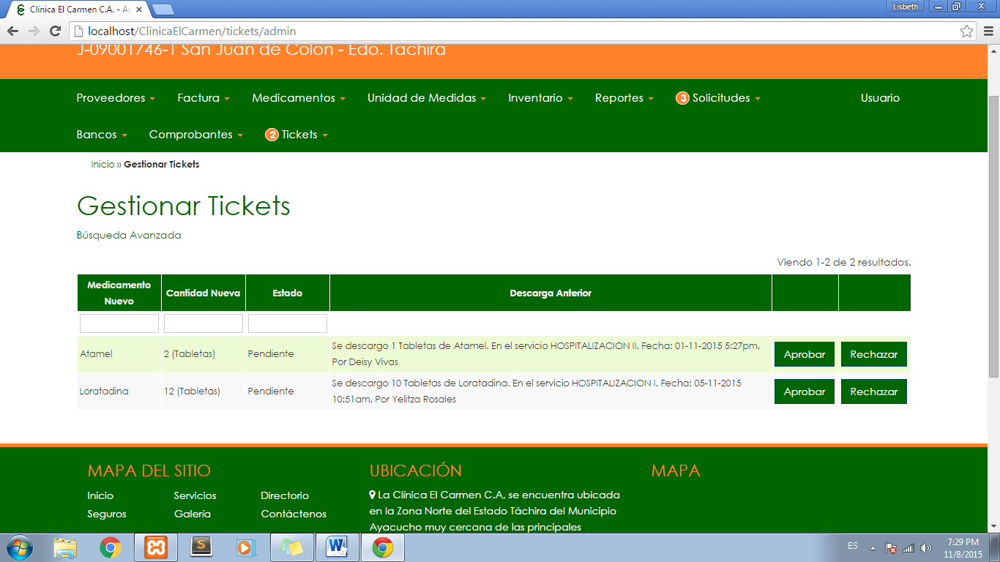 Clínica El Carmen C.A. - Ad
Lisbeth
localhost/ClinicaElCarmen/tickets/admin
J-09001746-1 San Juan de Colon - Edo. Tachira
Proveedores Factura Medicamentos Unidad de Medidas Inventario Reportes 3 Solicitudes Usuario
Bancos Comprobantes 2 Tickets
Inicio » Gestionar Tickets
Gestionar Tickets
Búsqueda Avanzada
Viendo 1-2 de 2 resultados.
Medicamento Nuevo Cantidad Nueva Estado Descarga Anterior
Atamel 2 (Tabletas) Pendiente Se descargo 1 Tabletas de Atamel. En el servicio HOSPITALIZACION II. Fecha: 01-11-2015 5:27pm.
Por Deisy Vivas
Aprobar Rechazar
Loratadina 12 (Tabletas) Pendiente Se descargo 10 Tabletas de Loratadina. En el servicio HOSPITALIZACION I. Fecha: 05-11-2015
10:51am. Por Yelitza Rosales
Aprobar Rechazar
MAPA DEL SITIO
Inicio Servicios Directorio
Seguros Galería Contáctenos
UBICACIÓN
La Clínica El Carmen C.A, se encuentra ubicada
en la Zona Norte del Estado Táchira del Municipio
Ayacucho muy cercana de las principales
MAPA
ES
7:29 PM
11/8/2015